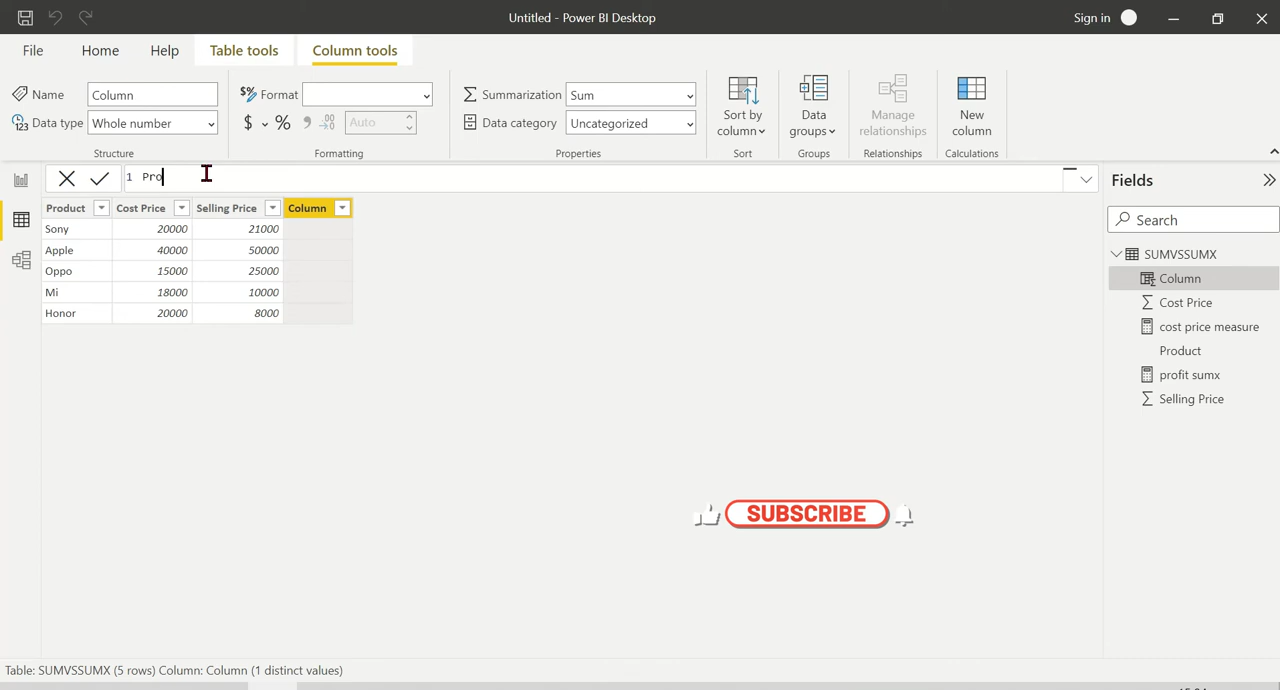 Untitled - Power BI Desktop
Sign in
File Home Help Table tools Column tools
Name Column
Data type Whole number
Structure
Format
$ % Auto
Formatting
Summarization Sum
Data category Uncategorized
Properties
Sort by column
Sort
Data groups
Groups
Manage relationships
Relationships
New column
Calculations
1 Pro
Product Cost Price Selling Price Column
Sony 20000 21000
Apple 40000 50000
Oppo 15000 25000
Mi 18000 10000
Honor 20000 8000
Fields
Search
SUMVSSUMX
Column
Cost Price
cost price measure
Product
profit sumx
Selling Price
SUBSCRIBE
Table: SUMVSSUMX (5 rows) Column: Column (1 distinct values)